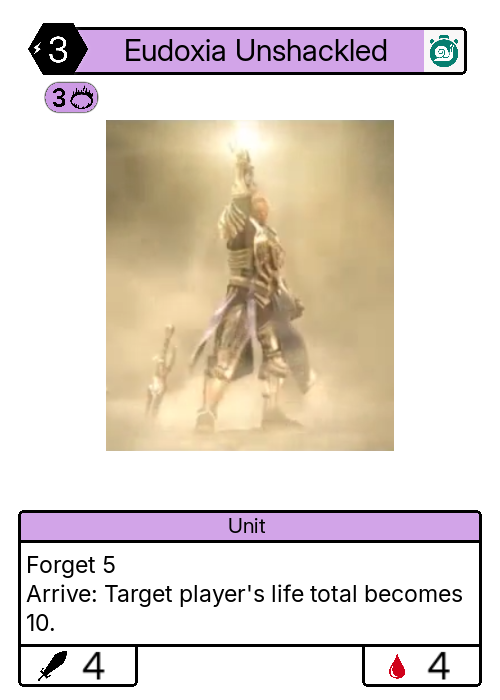 3
Eudoxia Unshackled
3
Unit
Forget 5
Arrive: Target player's life total becomes
10.
4
4